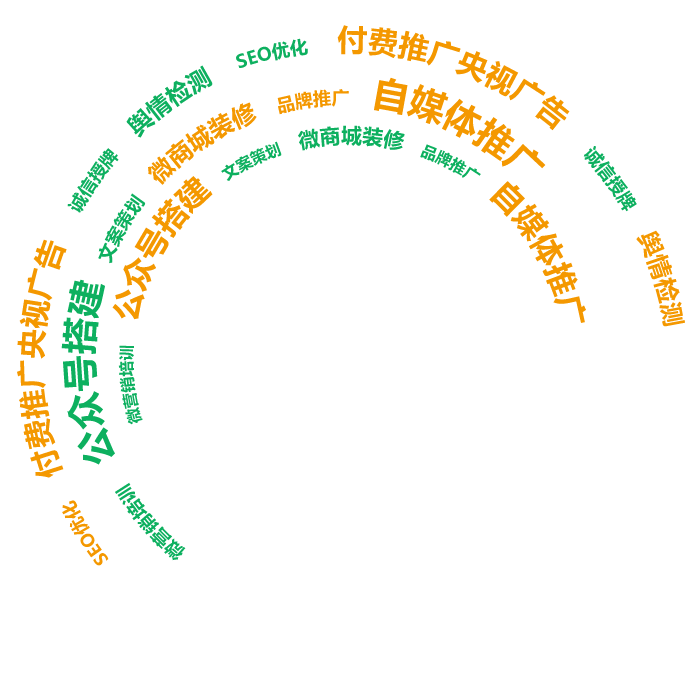 SEO优化
付费推广央视广告
舆情检测
SEO优化
付费推广央视广告
诚信授牌
舆情检测
诚信授牌
公众号搭建
文案策划
微商城装修
品牌推广
自媒体推广
微营销培训
微营销培训
公众号搭建
文案策划
微商城装修
品牌推广
自媒体推广